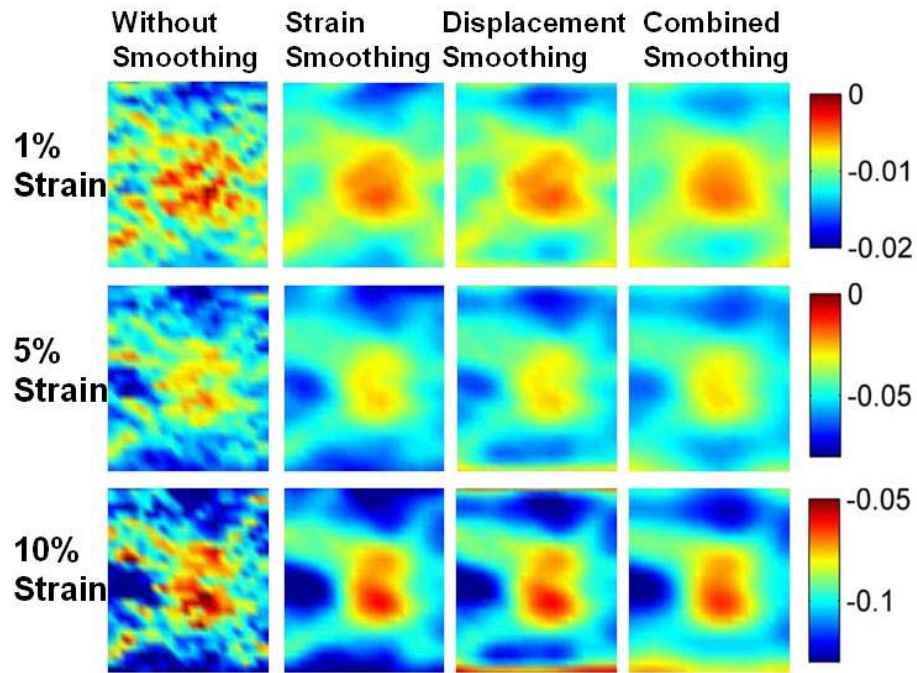 Without Smoothing
Strain Smoothing
Displacement Smoothing
Combined Smoothing
1% Strain
0
-0.01
-0.02
5% Strain
0
-0.05
10% Strain
-0.05
-0.1